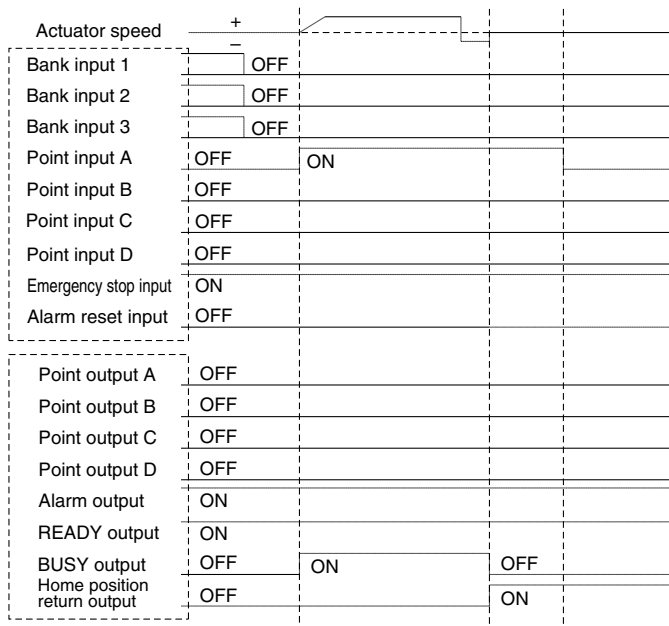 Actuator speed + –
Bank input 1 OFF
Bank input 2 OFF
Bank input 3 OFF
Point input A OFF ON
Point input B OFF
Point input C OFF
Point input D OFF
Emergency stop input ON
Alarm reset input OFF
Point output A OFF
Point output B OFF
Point output C OFF
Point output D OFF
Alarm output ON
READY output ON
BUSY output OFF ON OFF
Home position
return output OFF ON